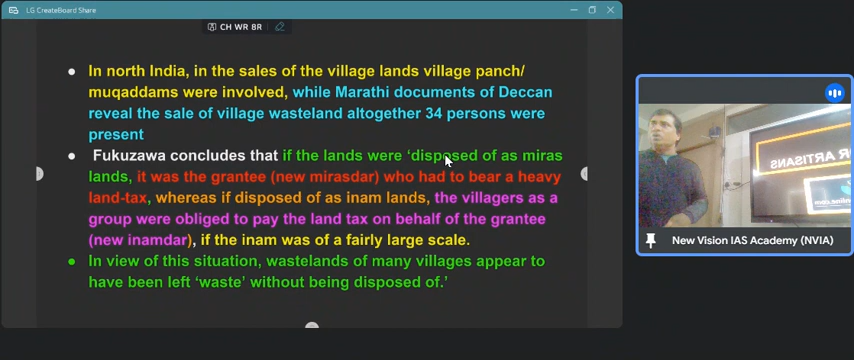 LG CreateBoard Share
CH WR 8R
● In north India, in the sales of the village lands village panch/
muqaddams were involved, while Marathi documents of Deccan
reveal the sale of village wasteland altogether 34 persons were
present
● Fukuzawa concludes that if the lands were ‘disposed of as miras
lands, it was the grantee (new mirasdar) who had to bear a heavy
land-tax, whereas if disposed of as inam lands, the villagers as a
group were obliged to pay the land tax on behalf of the grantee
(new inamdar), if the inam was of a fairly large scale.
● In view of this situation, wastelands of many villages appear to
have been left ‘waste’ without being disposed of.’
OR ARTISANS
New Vision IAS Academy (NVIA)